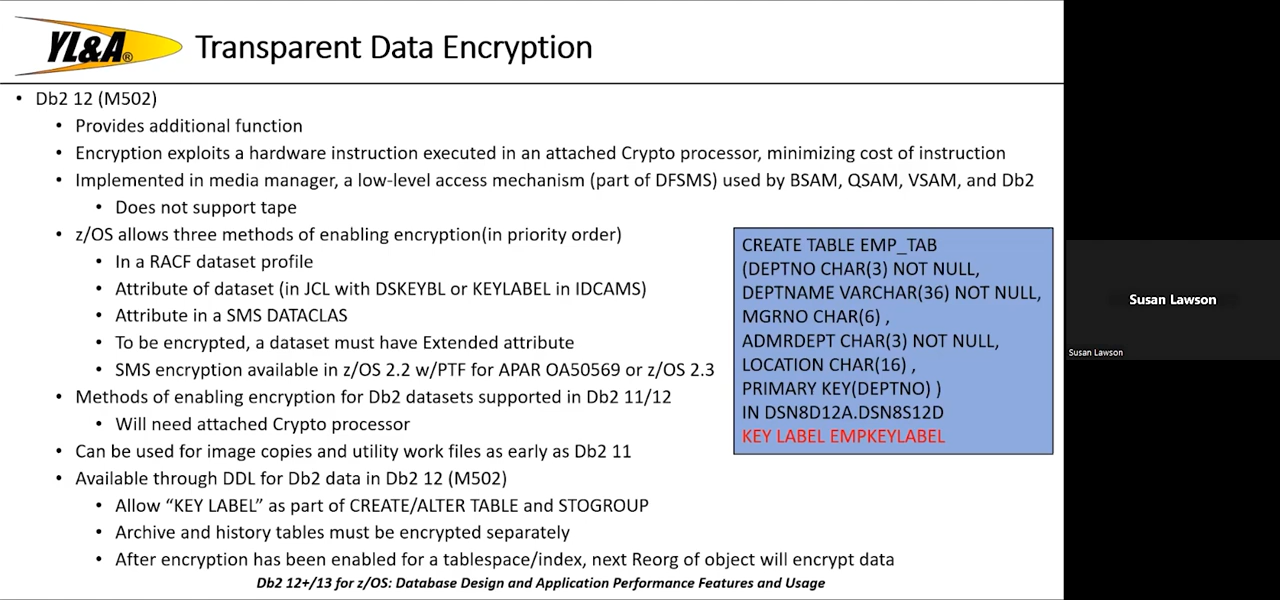 YL&A®
Transparent Data Encryption
• Db2 12 (M502)
• Provides additional function
• Encryption exploits a hardware instruction executed in an attached Crypto processor, minimizing cost of instruction
• Implemented in media manager, a low-level access mechanism (part of DFSMS) used by BSAM, QSAM, VSAM, and Db2
• Does not support tape
• z/OS allows three methods of enabling encryption(in priority order)
• In a RACF dataset profile
• Attribute of dataset (in JCL with DSKEYBL or KEYLABEL in IDCAMS)
• Attribute in a SMS DATACLAS
• To be encrypted, a dataset must have Extended attribute
• SMS encryption available in z/OS 2.2 w/PTF for APAR OA50569 or z/OS 2.3
• Methods of enabling encryption for Db2 datasets supported in Db2 11/12
• Will need attached Crypto processor
• Can be used for image copies and utility work files as early as Db2 11
• Available through DDL for Db2 data in Db2 12 (M502)
• Allow “KEY LABEL” as part of CREATE/ALTER TABLE and STOGROUP
• Archive and history tables must be encrypted separately
• After encryption has been enabled for a tablespace/index, next Reorg of object will encrypt data
CREATE TABLE EMP_TAB
(DEPTNO CHAR(3) NOT NULL,
DEPTNAME VARCHAR(36) NOT NULL,
MGRNO CHAR(6) ,
ADMRDEPT CHAR(3) NOT NULL,
LOCATION CHAR(16) ,
PRIMARY KEY(DEPTNO) )
IN DSN8D12A.DSN8S12D
KEY LABEL EMPKEYLABEL
Db2 12+/13 for z/OS: Database Design and Application Performance Features and Usage
Susan Lawson
Susan Lawson